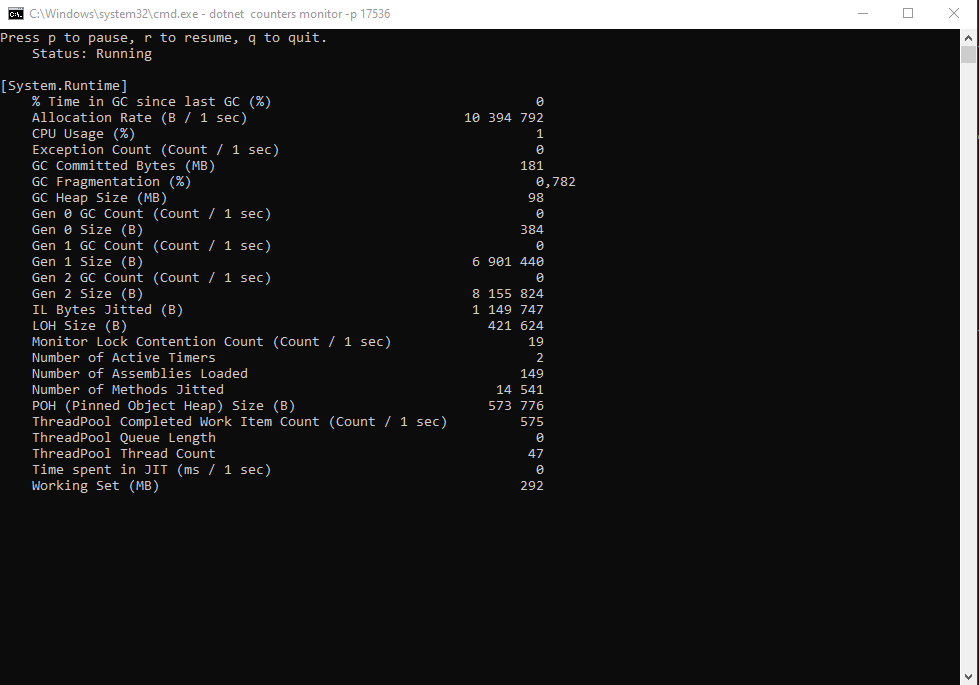 C:\Windows\system32\cmd.exe - dotnet  counters monitor -p 17536
Press p to pause, r to resume, q to quit.
    Status: Running

[System.Runtime]
    % Time in GC since last GC (%)                                 0
    Allocation Rate (B / 1 sec)                           10 394 792
    CPU Usage (%)                                                  1
    Exception Count (Count / 1 sec)                                0
    GC Committed Bytes (MB)                                      181
    GC Fragmentation (%)                                           0,782
    GC Heap Size (MB)                                             98
    Gen 0 GC Count (Count / 1 sec)                                 0
    Gen 0 Size (B)                                               384
    Gen 1 GC Count (Count / 1 sec)                                 0
    Gen 1 Size (B)                                         6 901 440
    Gen 2 GC Count (Count / 1 sec)                                 0
    Gen 2 Size (B)                                         8 155 824
    IL Bytes Jitted (B)                                    1 149 747
    LOH Size (B)                                             421 624
    Monitor Lock Contention Count (Count / 1 sec)                 19
    Number of Active Timers                                        2
    Number of Assemblies Loaded                                  149
    Number of Methods Jitted                                  14 541
    POH (Pinned Object Heap) Size (B)                        573 776
    ThreadPool Completed Work Item Count (Count / 1 sec)         575
    ThreadPool Queue Length                                        0
    ThreadPool Thread Count                                       47
    Time spent in JIT (ms / 1 sec)                                 0
    Working Set (MB)                                             292